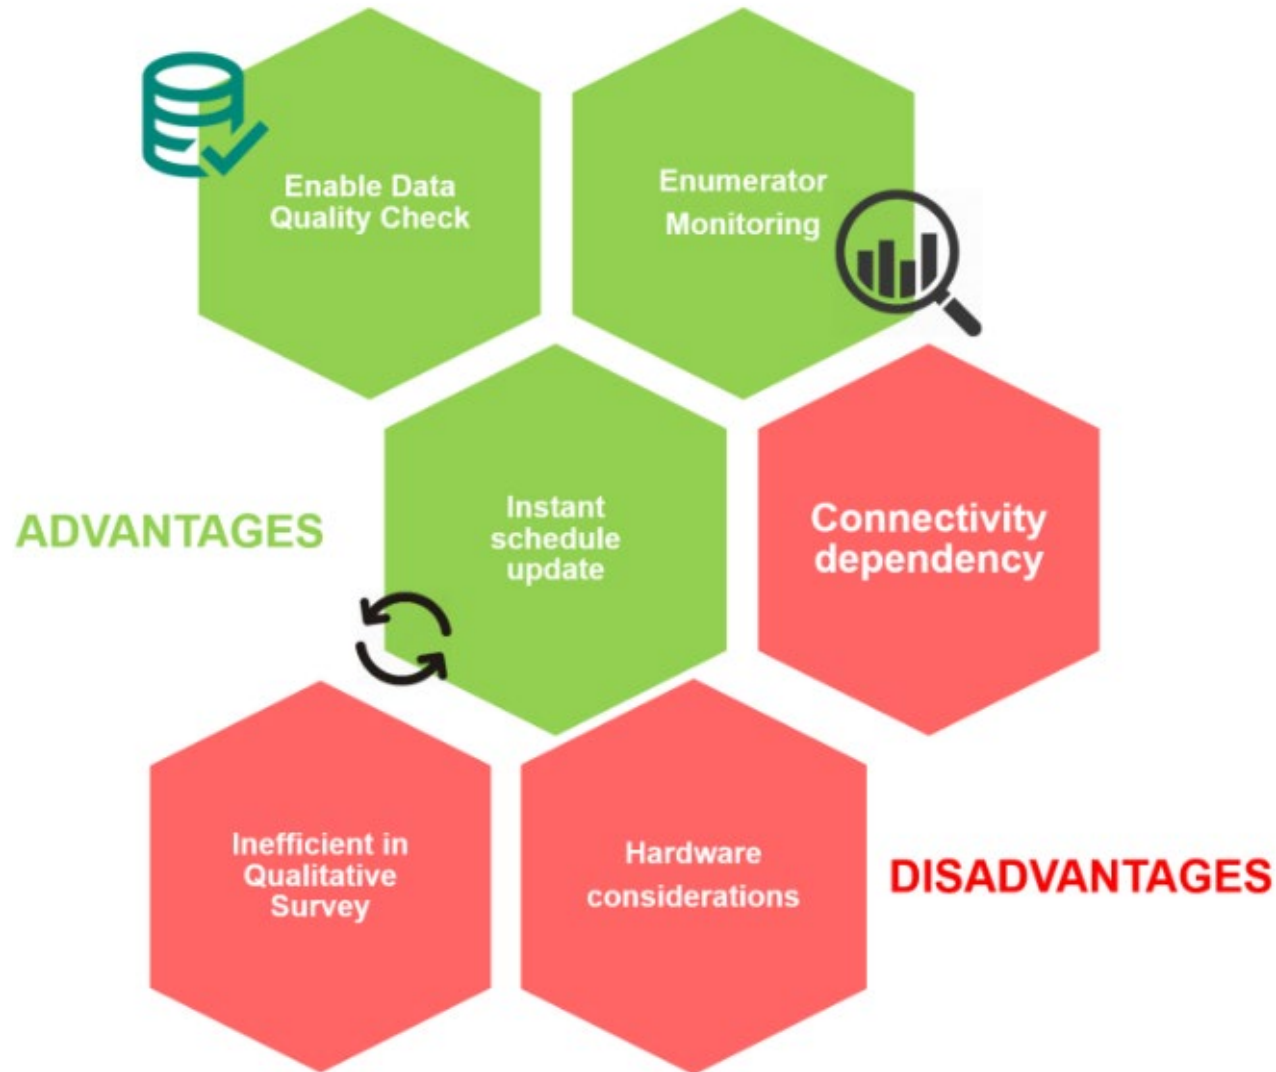 Enable Data
Quality Check
Enumerator
Monitoring
ADVANTAGES
Instant
schedule
update
Connectivity
dependency
Inefficient in
Qualitative
Survey
Hardware
considerations
DISADVANTAGES